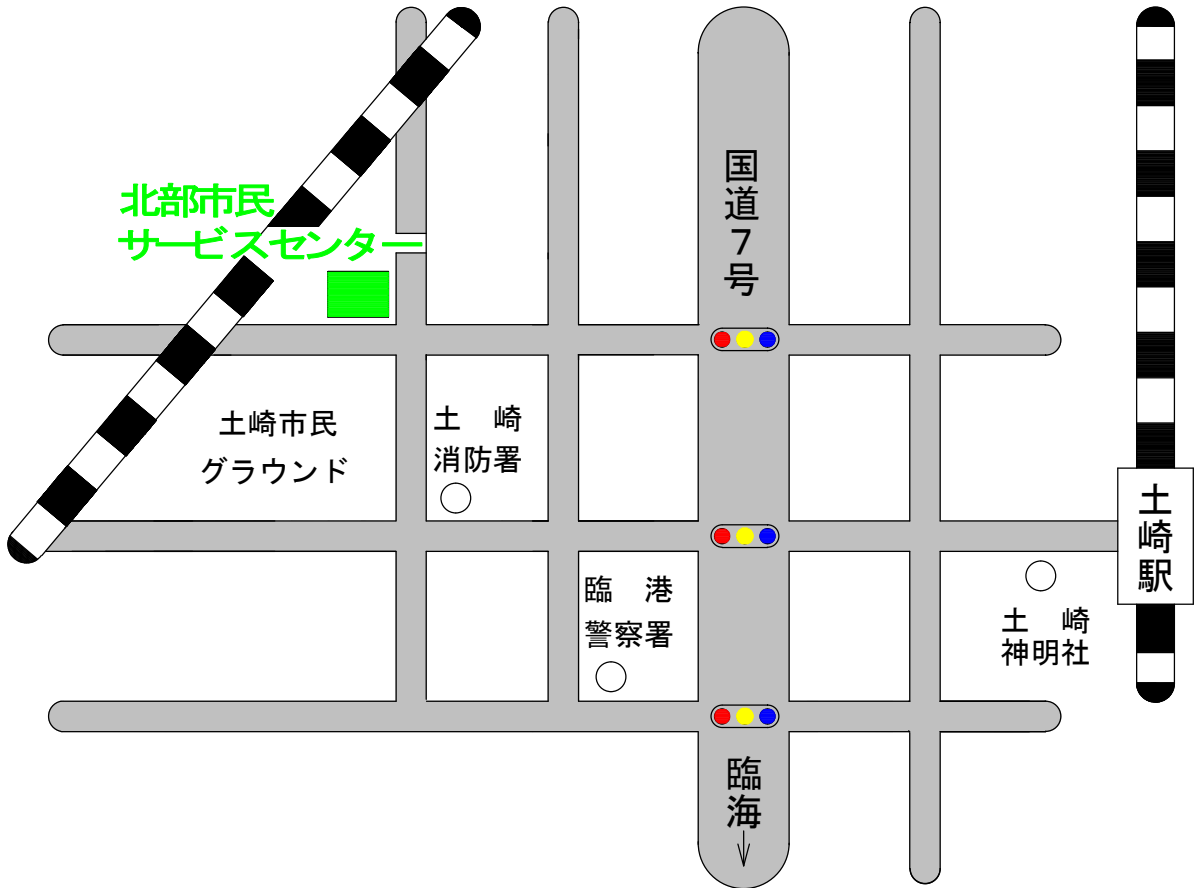 国道7号
北部市民
サービスセンター
土崎市民
グラウンド
土　崎
消防署
土崎駅
臨　港
警察署
土　崎
神明社
臨海